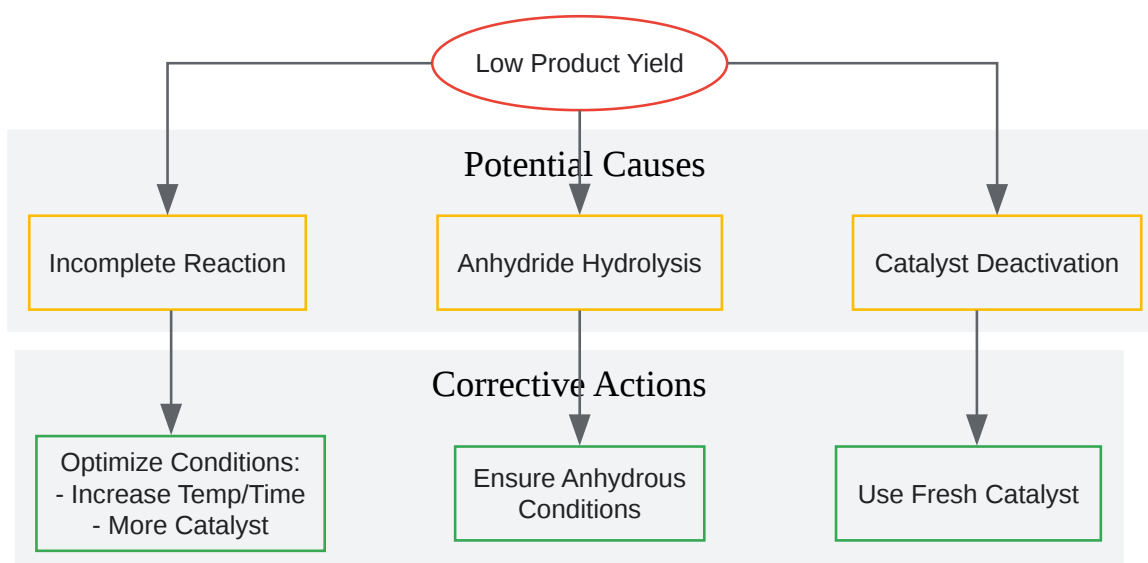 Low Product Yield
Potential Causes
Incomplete Reaction
Anhydride Hydrolysis
Catalyst Deactivation
Corrective Actions
Optimize Conditions:
- Increase Temp/Time
- More Catalyst
Ensure Anhydrous
Conditions
Use Fresh Catalyst